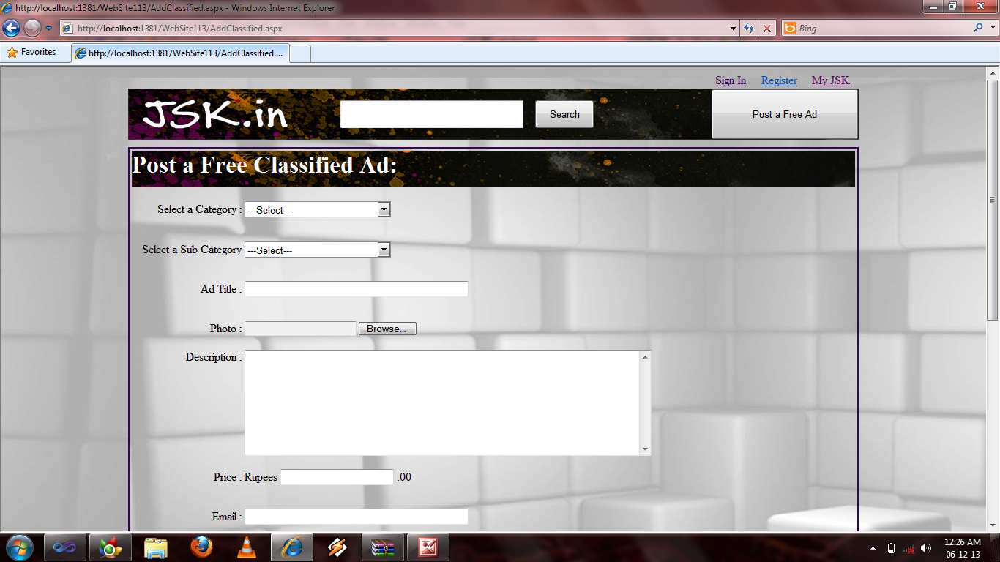 http://localhost:1381/WebSite113/AddClassified.aspx - Windows Internet Explorer
http://localhost:1381/WebSite113/AddClassified.aspx
Bing
Favorites
http://localhost:1381/WebSite113/AddClassified....
Sign In Register My JSK
JSK.in
Search
Post a Free Ad
Post a Free Classified Ad:
Select a Category : ---Select---
Select a Sub Category ---Select---
Ad Title :
Photo : Browse...
Description :
Price : Rupees .00
Email :
12:26 AM
06-12-13